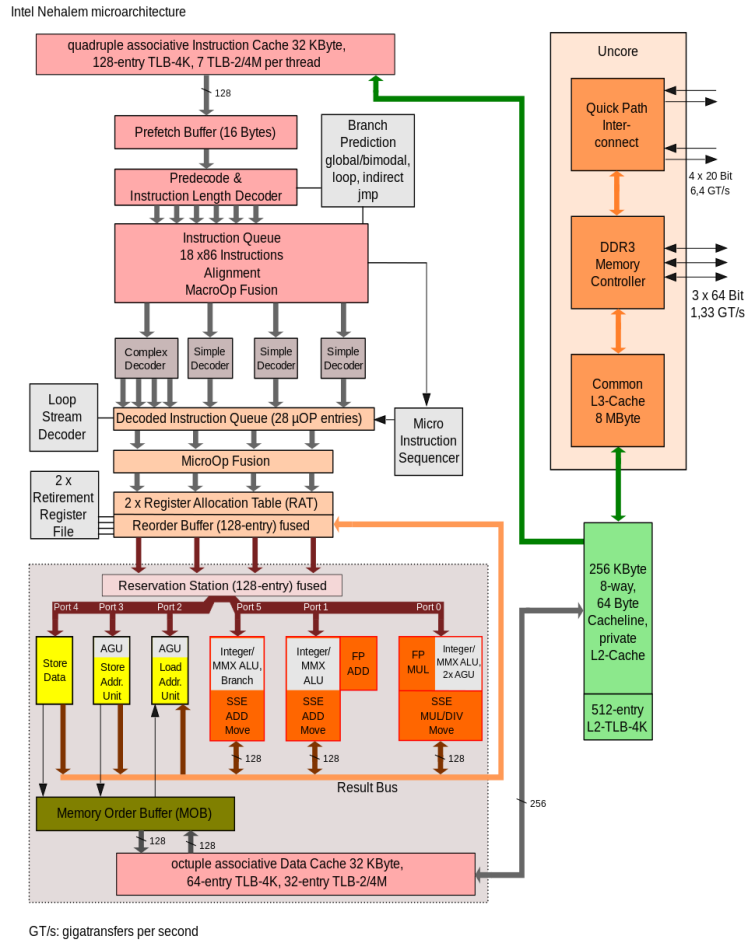 Intel Nehalem microarchitecture
quadruple associative Instruction Cache 32 KByte,
128-entry TLB-4K, 7 TLB-2/4M per thread
128
Prefetch Buffer (16 Bytes)
Predecode &
Instruction Length Decoder
Branch
Prediction
global/bimodal,
loop, indirect
jmp
Instruction Queue
18 x86 Instructions
Alignment
MacroOp Fusion
Complex
Decoder
Simple
Decoder
Simple
Decoder
Simple
Decoder
Loop
Stream
Decoder
Decoded Instruction Queue (28 µOP entries)
Micro
Instruction
Sequencer
MicroOp Fusion
2 x
Retirement
Register
File
2 x Register Allocation Table (RAT)
Reorder Buffer (128-entry) fused
Reservation Station (128-entry) fused
Port 4
Port 3
Port 2
Port 5
Port 1
Port 0
Store
Data
AGU
Store
Addr.
Unit
AGU
Load
Addr.
Unit
Integer/
MMX ALU,
Branch
SSE
ADD
Move
Integer/
MMX
ALU
FP
ADD
SSE
ADD
Move
FP
MUL
Integer/
MMX ALU,
2x AGU
SSE
MUL/DIV
Move
128
128
128
Result Bus
Memory Order Buffer (MOB)
128
128
octuple associative Data Cache 32 KByte,
64-entry TLB-4K, 32-entry TLB-2/4M
256
Uncore
Quick Path
Inter-
connect
4 x 20 Bit
6,4 GT/s
DDR3
Memory
Controller
3 x 64 Bit
1,33 GT/s
Common
L3-Cache
8 MByte
256 KByte
8-way,
64 Byte
Cacheline,
private
L2-Cache
512-entry
L2-TLB-4K
GT/s: gigatransfers per second